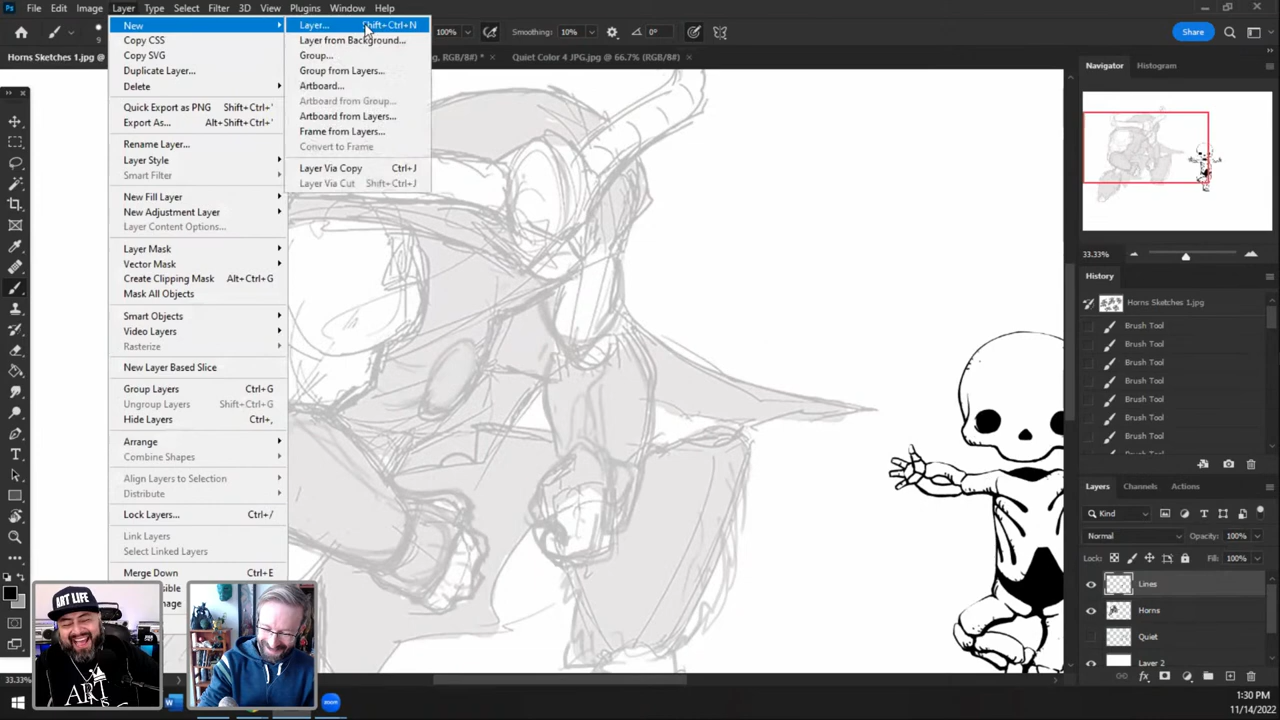 Ps File Edit Image Layer Type Select Filter 3D View Plugins Window Help
100% Smoothing: 10% 0° Share
Horns Sketches 1.jpg @ RGB/8#) * × Quiet Color 4 JPG.jpg @ 66.7% (RGB/8#) ×
New
Copy CSS
Copy SVG
Duplicate Layer...
Delete
Quick Export as PNG Shift+Ctrl+'
Export As... Alt+Shift+Ctrl+'
Rename Layer...
Layer Style
Smart Filter
New Fill Layer
New Adjustment Layer
Layer Content Options...
Layer Mask
Vector Mask
Create Clipping Mask Alt+Ctrl+G
Mask All Objects
Smart Objects
Video Layers
Rasterize
New Layer Based Slice
Group Layers Ctrl+G
Ungroup Layers Shift+Ctrl+G
Hide Layers Ctrl+,
Arrange
Combine Shapes
Align Layers to Selection
Distribute
Lock Layers... Ctrl+/
Link Layers
Select Linked Layers
Merge Down Ctrl+E
Layer... Shift+Ctrl+N
Layer from Background...
Group...
Group from Layers...
Artboard...
Artboard from Group...
Artboard from Layers...
Frame from Layers...
Convert to Frame
Layer Via Copy Ctrl+J
Layer Via Cut Shift+Ctrl+J
Navigator Histogram
33.33%
History
Horns Sketches 1.jpg
Brush Tool
Brush Tool
Brush Tool
Brush Tool
Brush Tool
Brush Tool
Brush Tool
Layers Channels Actions
Kind
Normal Opacity: 100%
Lock: Fill: 100%
Lines
Horns
Quiet
Layer 2
fx
ART LIFE
ART
33.33%
zoom
1:30 PM
11/14/2022